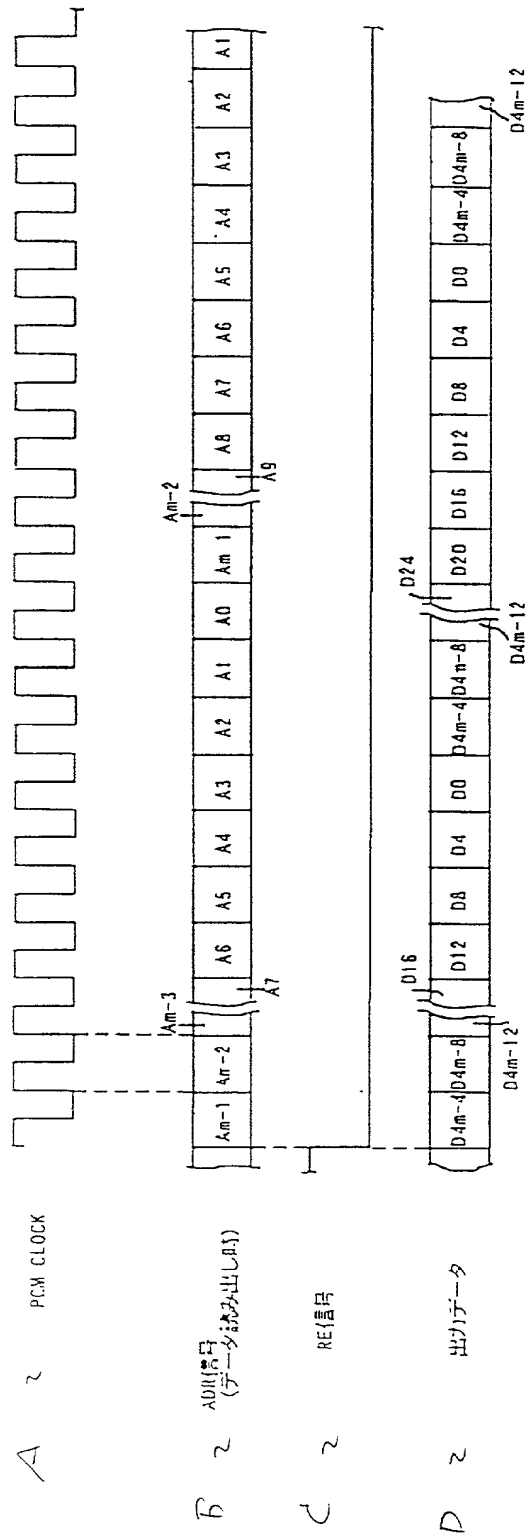 A PCM CLOCK
B ADR信号
(データ読み出し時)
Am-1 Am-2 Am-3 A7 A6 A5 A4 A3 A2 A1 A0 Am 1 Am-2 A9 A8 A7 A6 A5 A4 A3 A2 A1
C RE信号
D 出力データ
D4m-4 D4m-8 D4m-12 D16 D12 D8 D4 D0 D4m-4 D4m-8 D4m-12 D24 D20 D16 D12 D8 D4 D0 D4m-4 D4m-8 D4m-12